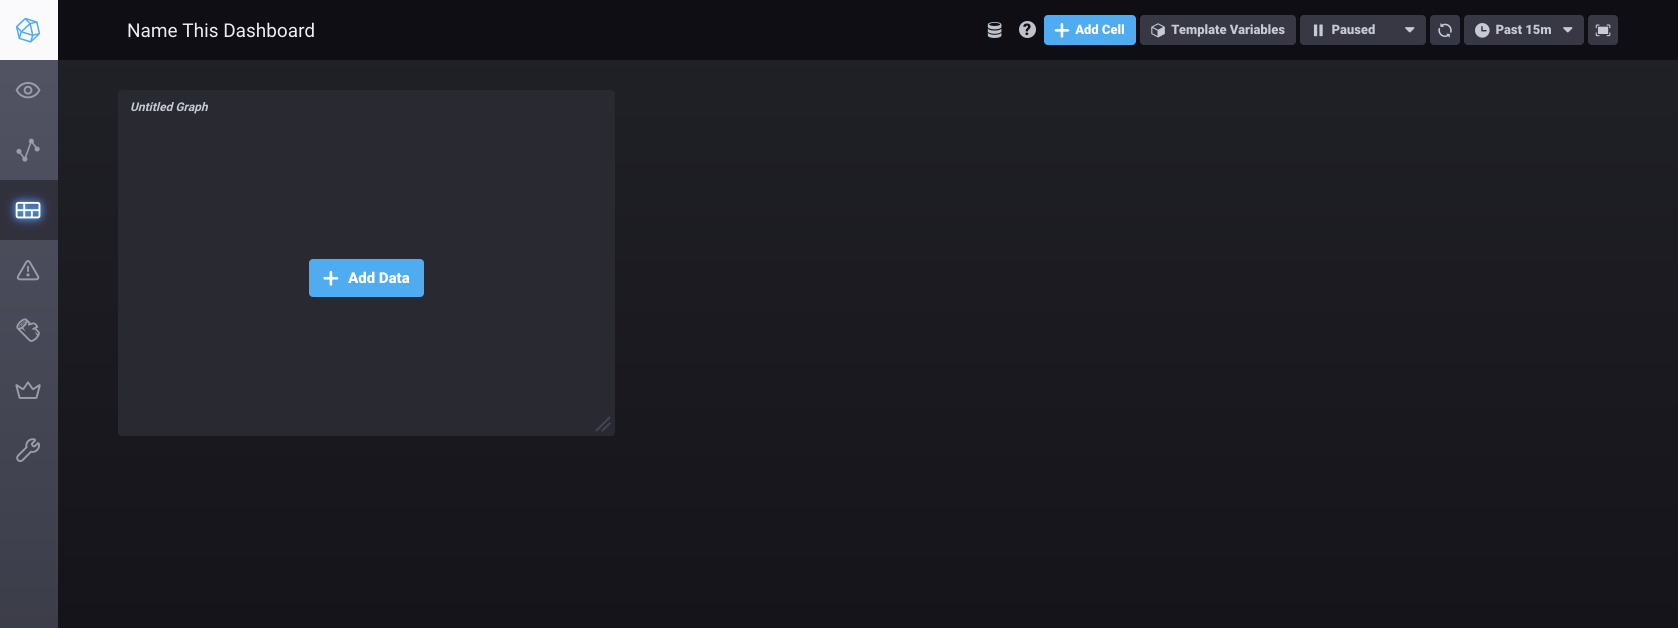 Name This Dashboard
Add Cell
Template Variables
Paused
Past 15m
Untitled Graph
Add Data